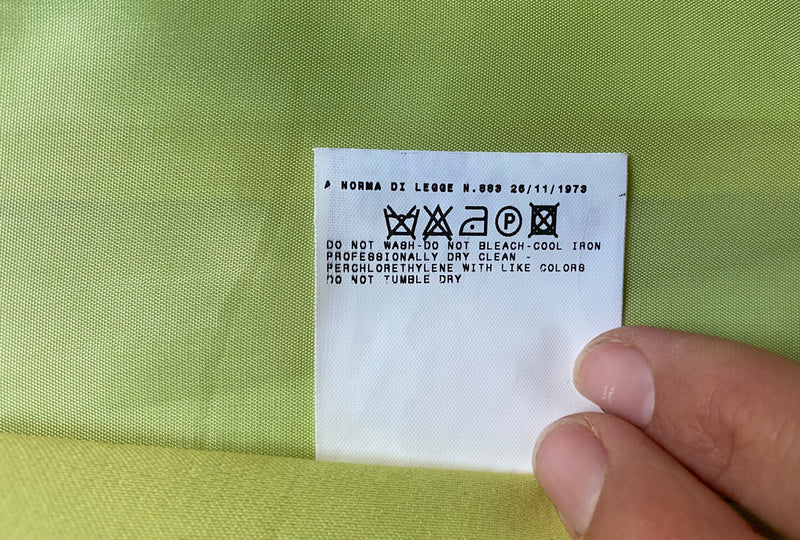 A NORMA DI LEGGE N.883 26/11/1973
P
DO NOT WASH-DO NOT BLEACH-COOL IRON
PROFESSIONALLY DRY CLEAN -
PERCHLORETHYLENE WITH LIKE COLORS
DO NOT TUMBLE DRY